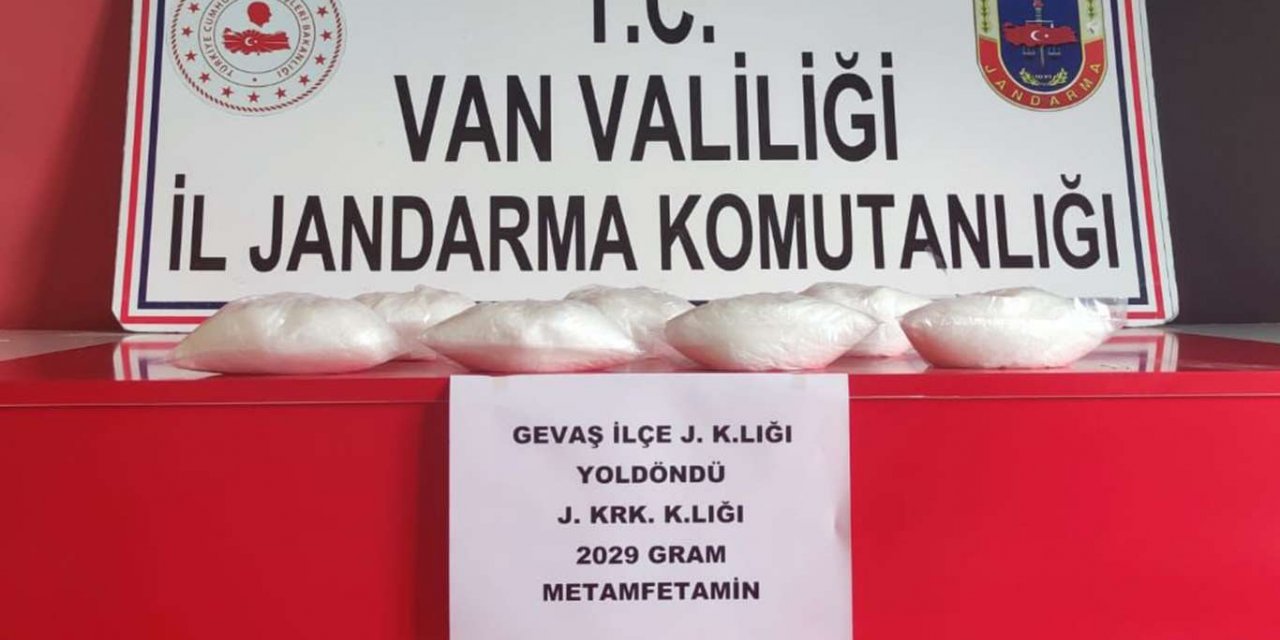 T.C.
VAN VALİLİĞİ
İL JANDARMA KOMUTANLIĞI
JANDARMA
GEVAŞ İLÇE J. K.LIĞI
YOLDÖNDÜ
J. KRK. K.LIĞI
2029 GRAM
METAMFETAMİN